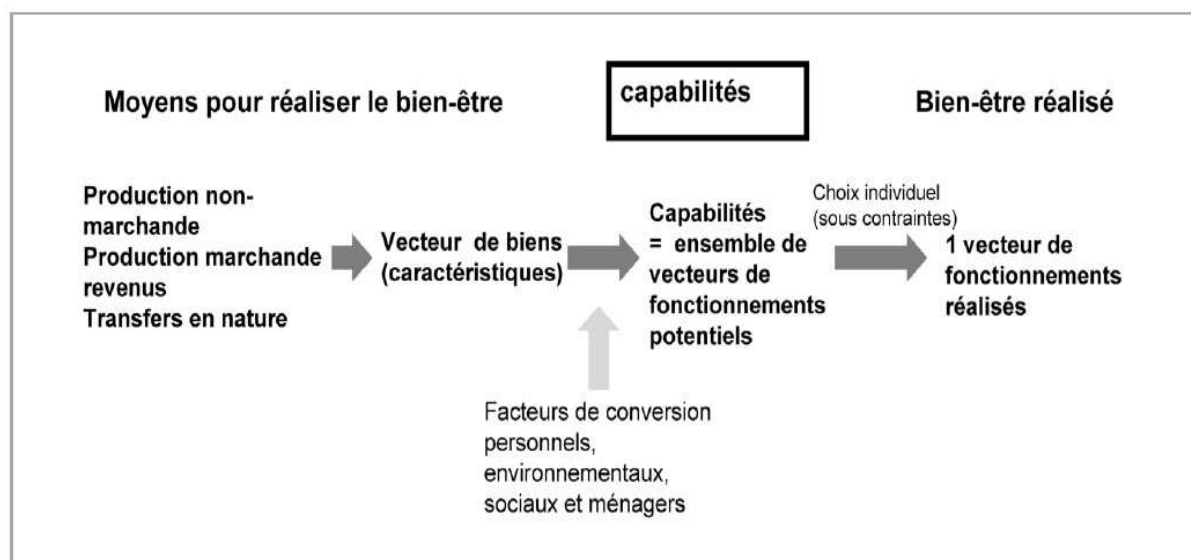 Moyens pour réaliser le bien-être
capabilités
Bien-être réalisé
Production non-
marchande
Production marchande
revenus
Transfers en nature
Vecteur de biens
(caractéristiques)
Capabilités
= ensemble de
vecteurs de
fonctionnements
potentiels
Choix individuel
(sous contraintes)
1 vecteur de
fonctionnements
réalisés
Facteurs de conversion
personnels,
environnementaux,
sociaux et ménagers